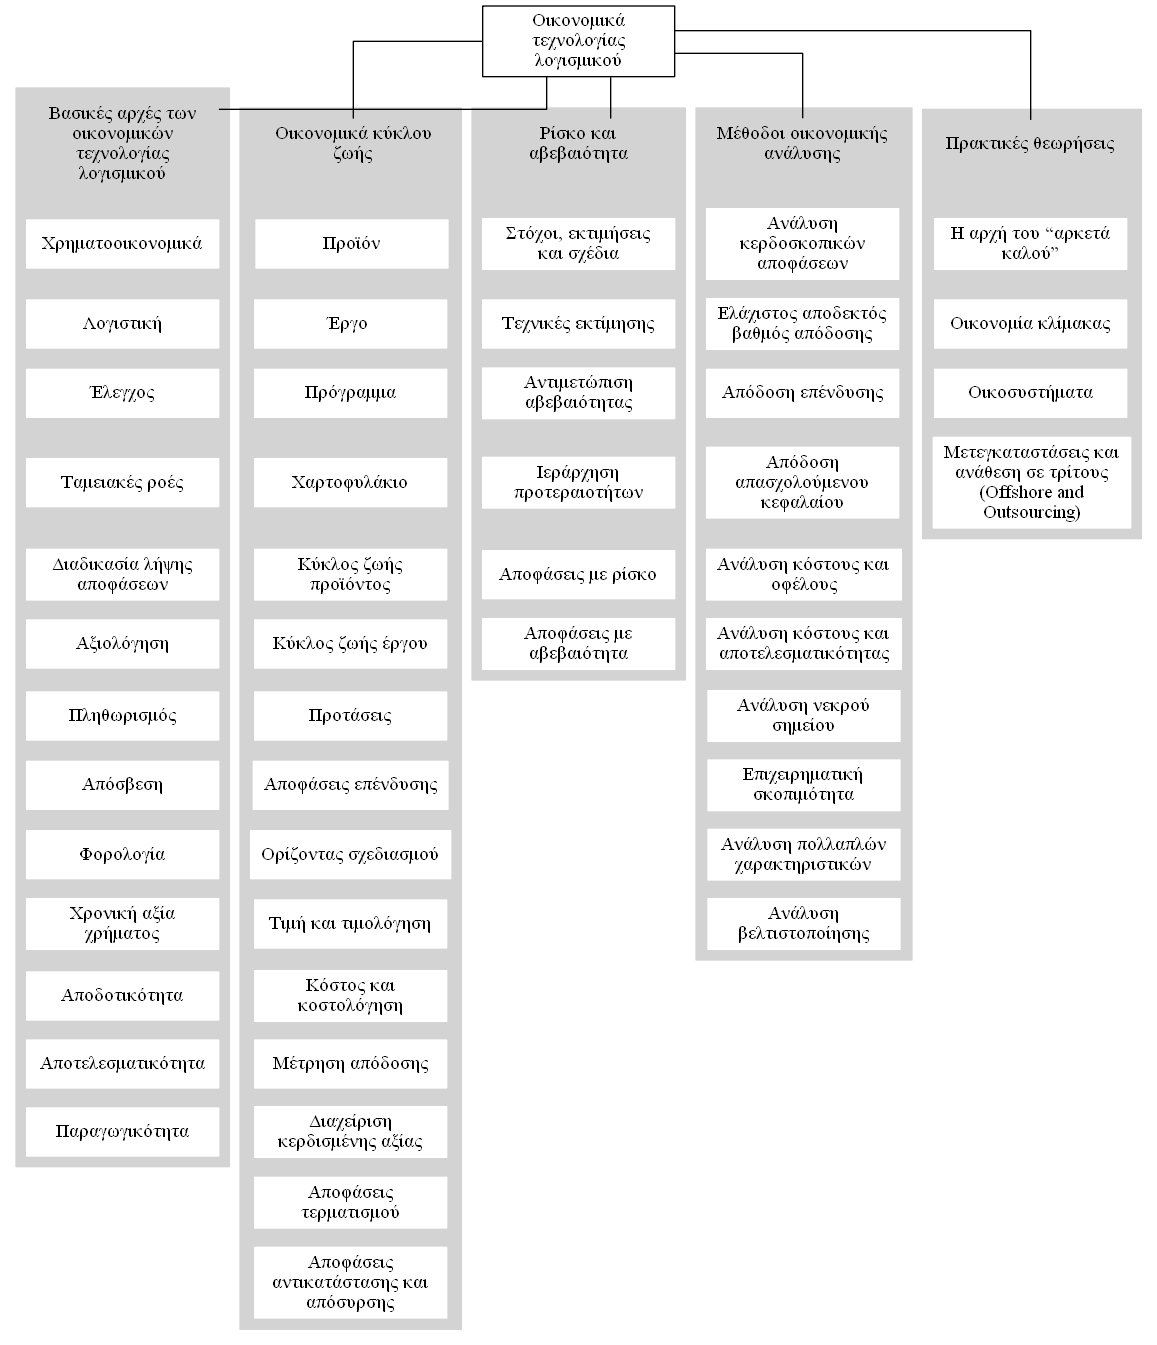 Οικονομικά
τεχνολογίας
λογισμικού
Βασικές αρχές των
οικονομικών
τεχνολογίας
λογισμικού
Χρηματοοικονομικά
Λογιστική
Έλεγχος
Ταμειακές ροές
Διαδικασία λήψης
αποφάσεων
Αξιολόγηση
Πληθωρισμός
Απόσβεση
Φορολογία
Χρονική αξία
χρήματος
Αποδοτικότητα
Αποτελεσματικότητα
Παραγωγικότητα
Οικονομικά κύκλου
ζωής
Προϊόν
Έργο
Πρόγραμμα
Χαρτοφυλάκιο
Κύκλος ζωής
προϊόντος
Κύκλος ζωής έργου
Προτάσεις
Αποφάσεις επένδυσης
Ορίζοντας σχεδιασμού
Τιμή και τιμολόγηση
Κόστος και
κοστολόγηση
Μέτρηση απόδοσης
Διαχείριση
κερδισμένης αξίας
Αποφάσεις
τερματισμού
Αποφάσεις
αντικατάστασης και
απόσυρσης
Ρίσκο και
αβεβαιότητα
Στόχοι, εκτιμήσεις
και σχέδια
Τεχνικές εκτίμησης
Αντιμετώπιση
αβεβαιότητας
Ιεράρχηση
προτεραιοτήτων
Αποφάσεις με ρίσκο
Αποφάσεις με
αβεβαιότητα
Μέθοδοι οικονομικής
ανάλυσης
Ανάλυση
κερδοσκοπικών
αποφάσεων
Ελάχιστος αποδεκτός
βαθμός απόδοσης
Απόδοση επένδυσης
Απόδοση
απασχολούμενου
κεφαλαίου
Ανάλυση κόστους και
οφέλους
Ανάλυση κόστους και
αποτελεσματικότητας
Ανάλυση νεκρού
σημείου
Επιχειρηματική
σκοπιμότητα
Ανάλυση πολλαπλών
χαρακτηριστικών
Ανάλυση
βελτιστοποίησης
Πρακτικές θεωρήσεις
Η αρχή του “αρκετά
καλού”
Οικονομία κλίμακας
Οικοσυστήματα
Μετεγκαταστάσεις και
ανάθεση σε τρίτους
(Offshore and
Outsourcing)